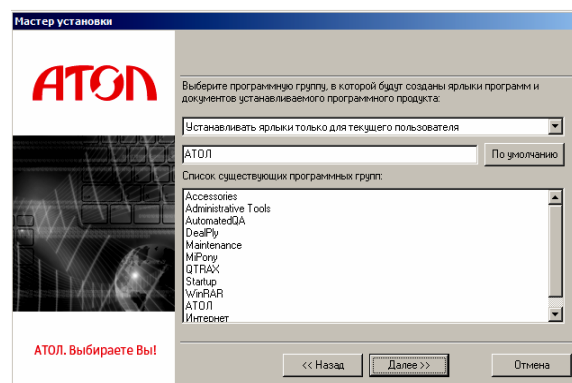 Мастер установки
АТОЛ
Выберите программную группу, в которой будут созданы ярлыки программ и
документов устанавливаемого программного продукта:
Устанавливать ярлыки только для текущего пользователя
АТОЛ
По умолчанию
Список существующих программных групп:
Accessories
Administrative Tools
AutomatedQA
DealPly
Maintenance
MiPony
QTRAX
Startup
WinRAR
АТОЛ
Интернет
АТОЛ. Выбираете Вы!
<< Назад
Далее >>
Отмена